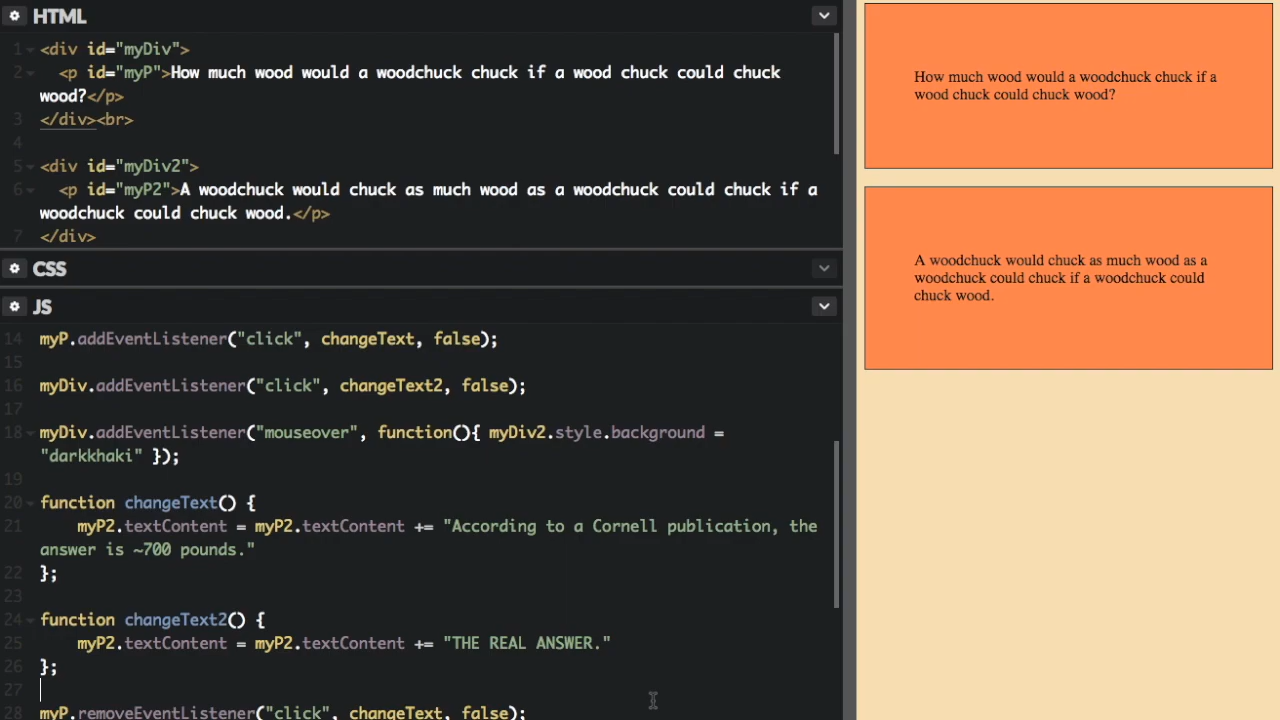 HTML
1 <div id="myDiv">
2 <p id="myP">How much wood would a woodchuck chuck if a wood chuck could chuck
wood?</p>
3 </div><br>
4
5 <div id="myDiv2">
6 <p id="myP2">A woodchuck would chuck as much wood as a woodchuck could chuck if a
woodchuck could chuck wood.</p>
7 </div>
CSS
JS
14 myP.addEventListener("click", changeText, false);
15
16 myDiv.addEventListener("click", changeText2, false);
17
18 myDiv.addEventListener("mouseover", function(){ myDiv2.style.background =
"darkkhaki" });
19
20 function changeText() {
21 myP2.textContent = myP2.textContent += "According to a Cornell publication, the
answer is ~700 pounds."
22 };
23
24 function changeText2() {
25 myP2.textContent = myP2.textContent += "THE REAL ANSWER."
26 };
27
28 myP.removeEventListener("click", changeText, false);
How much wood would a woodchuck chuck if a
wood chuck could chuck wood?
A woodchuck would chuck as much wood as a
woodchuck could chuck if a woodchuck could
chuck wood.